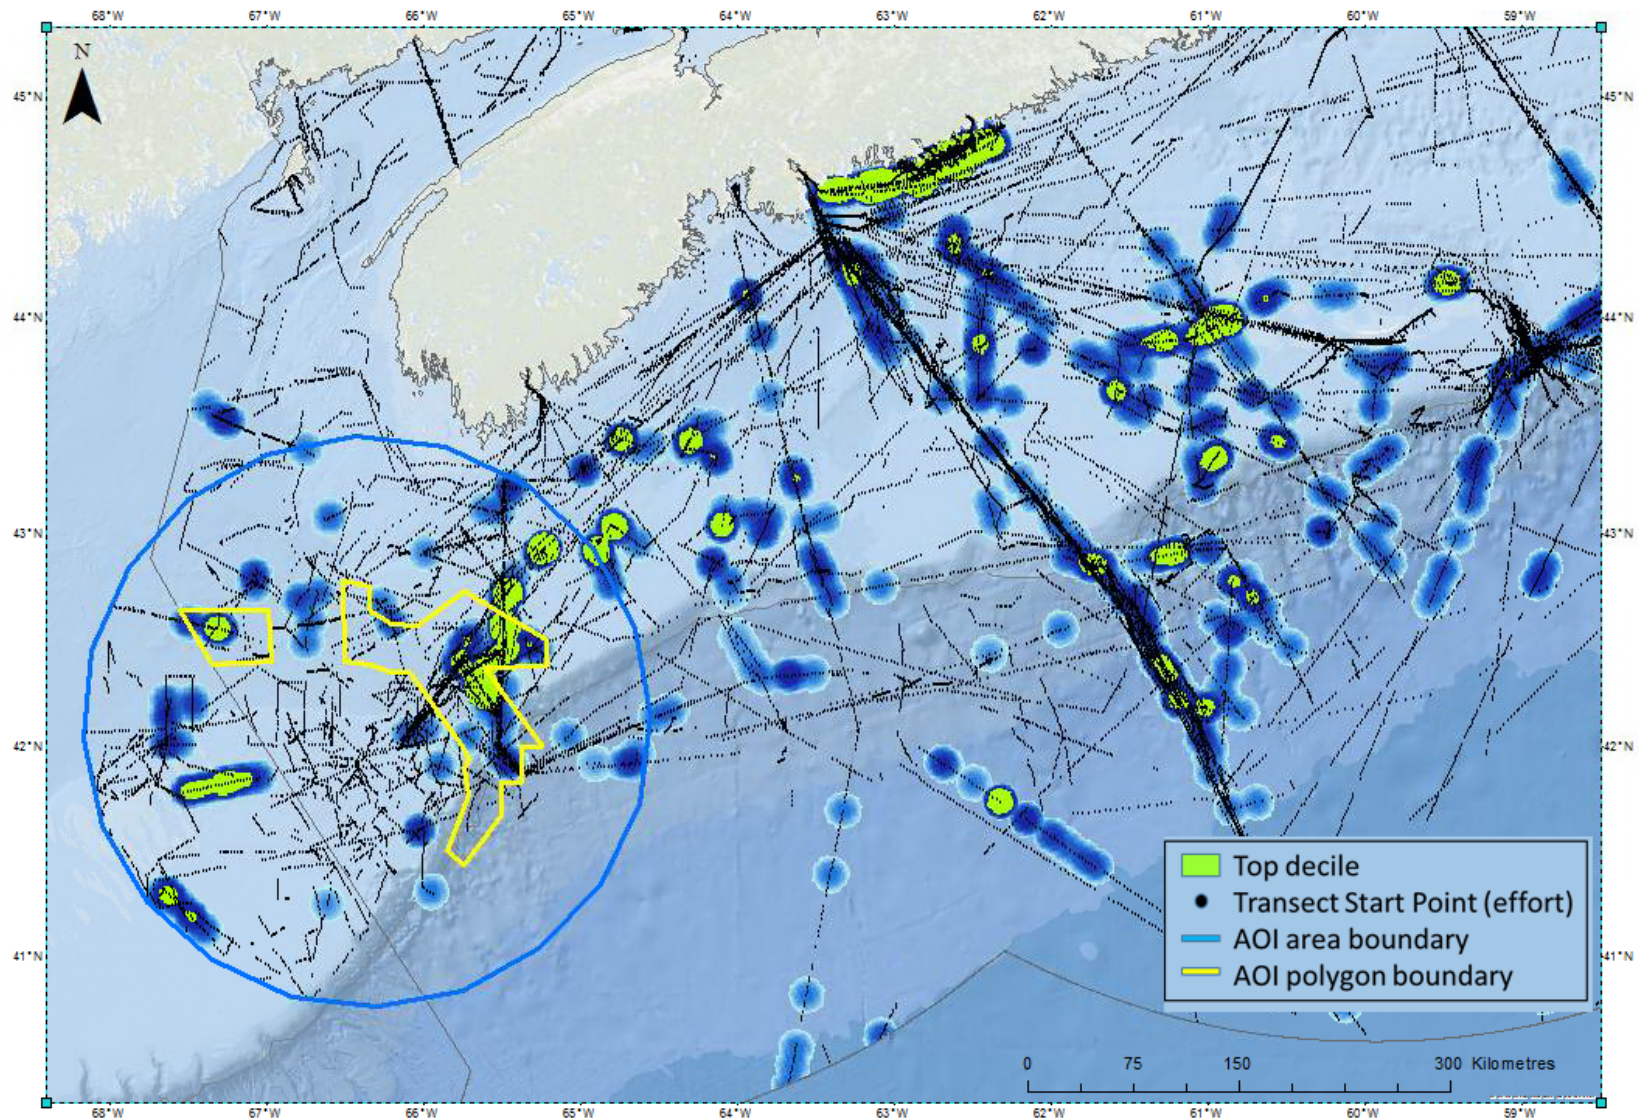 68°W 67°W 66°W 65°W 64°W 63°W 62°W 61°W 60°W 59°W
N
45°N 45°N
44°N 44°N
43°N 43°N
42°N 42°N
41°N 41°N
Top decile
Transect Start Point (effort)
AOI area boundary
AOI polygon boundary
0 75 150 300 Kilometres
68°W 67°W 66°W 65°W 64°W 63°W 62°W 61°W 60°W 59°W